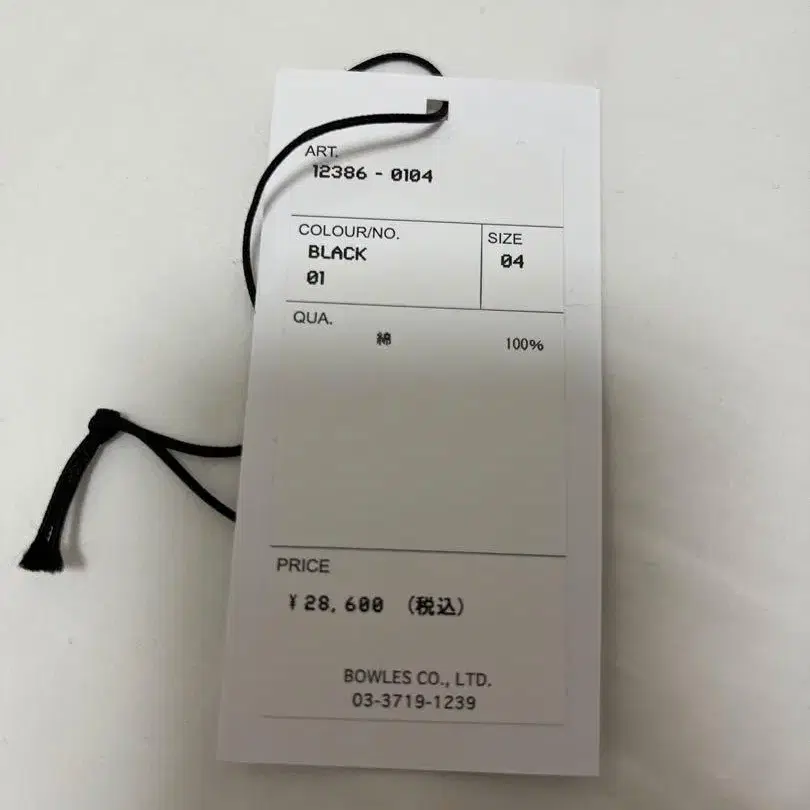 ART.
12386 - 0104
COLOUR/NO.
BLACK
01
SIZE
04
QUA.
綿 100%
PRICE
¥28,600 (税込)
BOWLES CO., LTD.
03-3719-1239